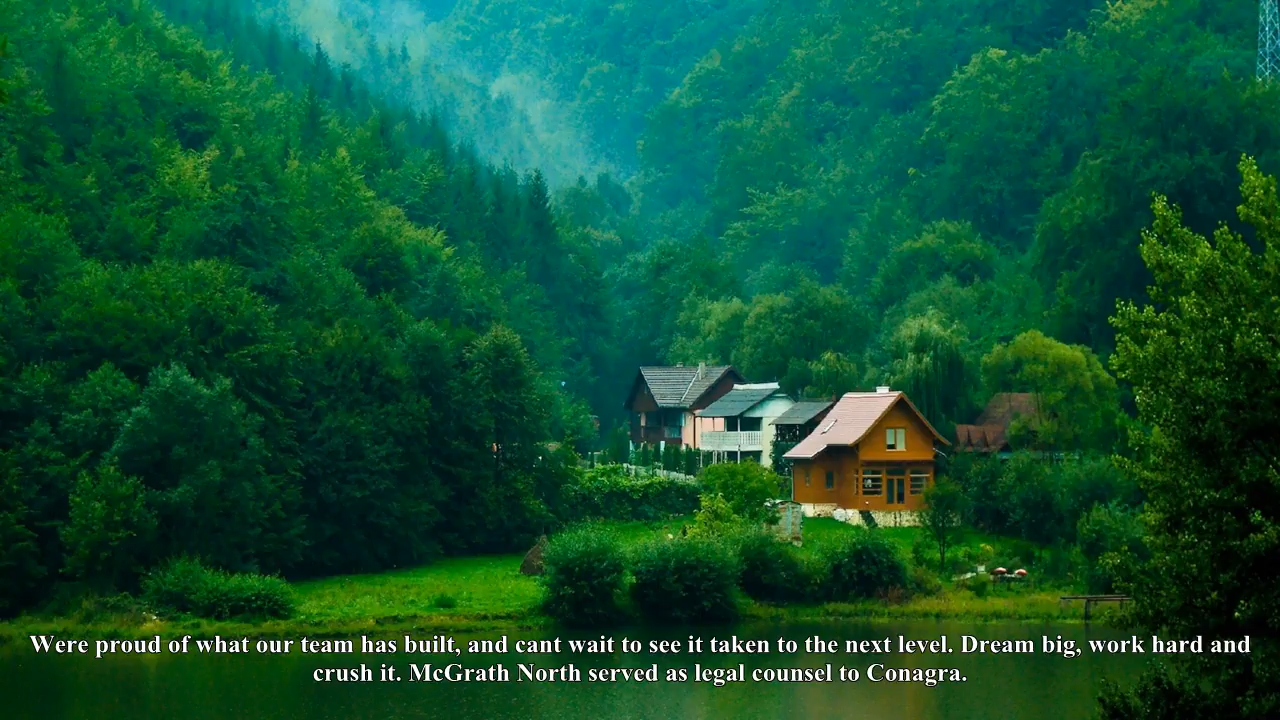 Were proud of what our team has built, and cant wait to see it taken to the next level. Dream big, work hard and
crush it. McGrath North served as legal counsel to Conagra.